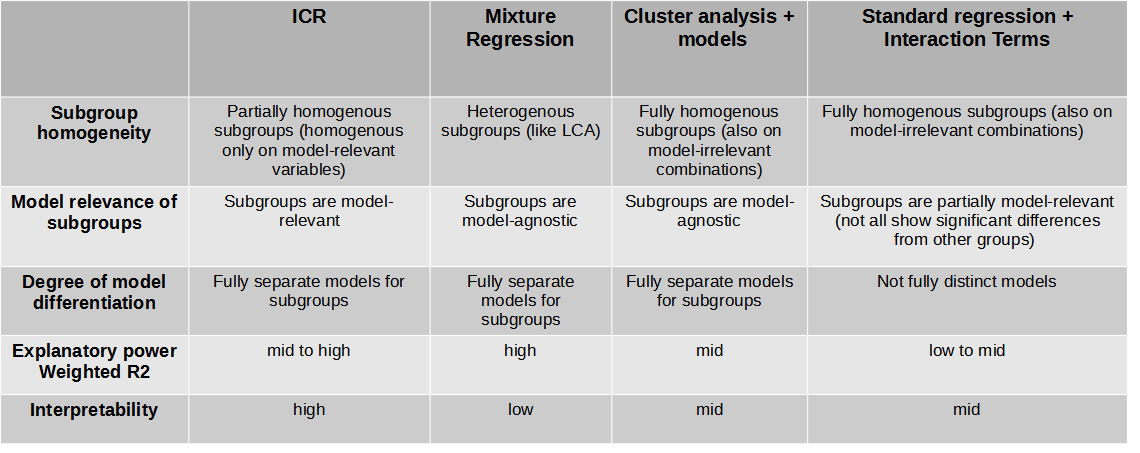 ICR
Mixture
Regression
Cluster analysis +
models
Standard regression +
Interaction Terms
Subgroup
homogeneity
Partially homogenous
subgroups (homogenous
only on model-relevant
variables)
Heterogenous
subgroups (like LCA)
Fully homogenous
subgroups (also on
model-irrelevant
combinations)
Fully homogenous subgroups (also on
model-irrelevant combinations)
Model relevance of
subgroups
Subgroups are model-
relevant
Subgroups are
model-agnostic
Subgroups are model-
agnostic
Subgroups are partially model-relevant
(not all show significant differences
from other groups)
Degree of model
differentiation
Fully separate models for
subgroups
Fully separate
models for
subgroups
Fully separate models
for subgroups
Not fully distinct models
Explanatory power
Weighted R2
mid to high
high
mid
low to mid
Interpretability
high
low
mid
mid